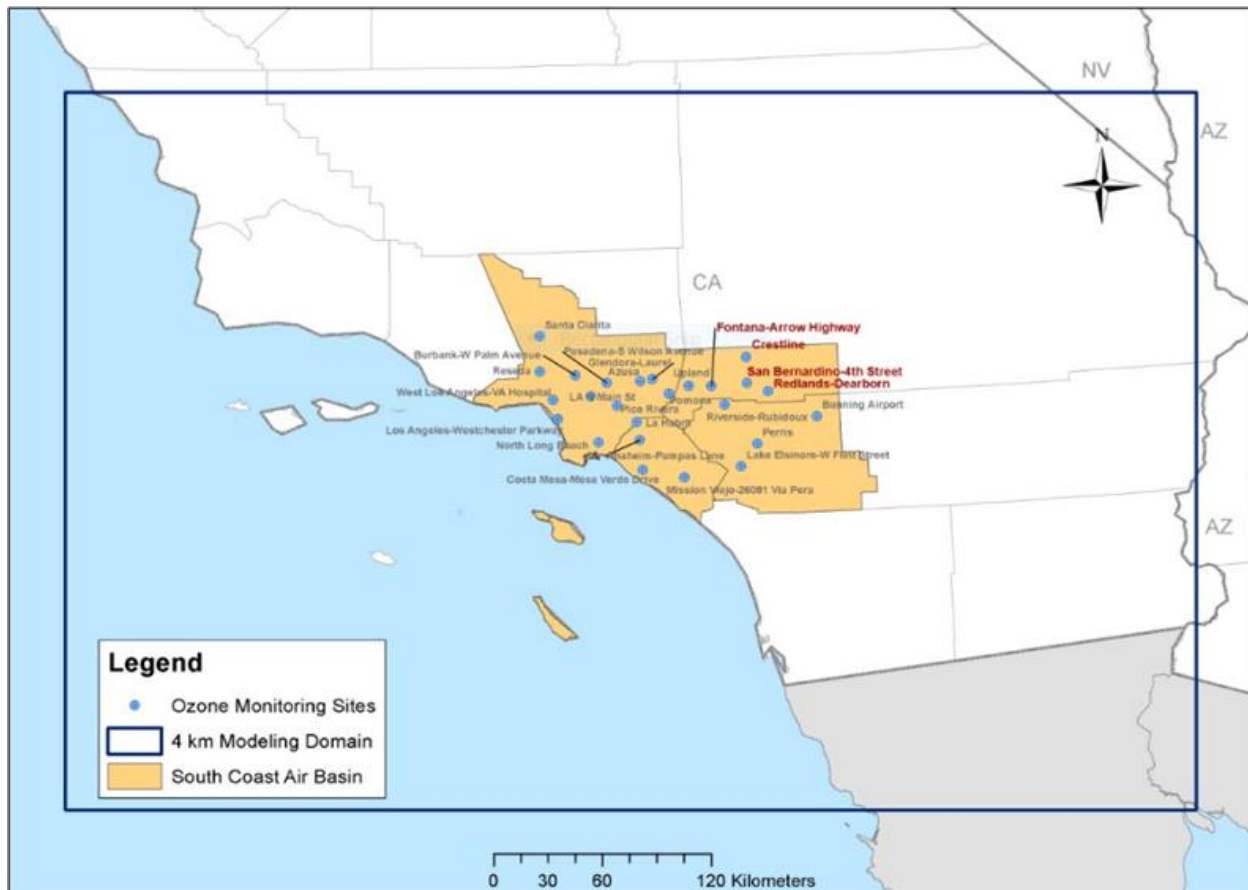 NV
AZ
N
CA
Santa Clarita
Fontana-Arrow Highway
Pasadena-S Wilson Avenue
Crestline
Burbank-W Palm Avenue
Glendora-Laurel
Reseda
Azusa
Upland
San Bernardino-4th Street
Redlands-Dearborn
West Los Angeles-VA Hospital
LA N Main St
Pomona
Banning Airport
Pico Rivera
Riverside-Rubidoux
Los Angeles-Westchester Parkway
La Habra
Perris
North Long Beach
Anaheim-Pampas Lane
Lake Elsinore-W Flint Street
Costa Mesa-Mesa Verde Drive
Mission Viejo-26081 Via Pera
AZ
Legend
Ozone Monitoring Sites
4 km Modeling Domain
South Coast Air Basin
0 30 60 120 Kilometers